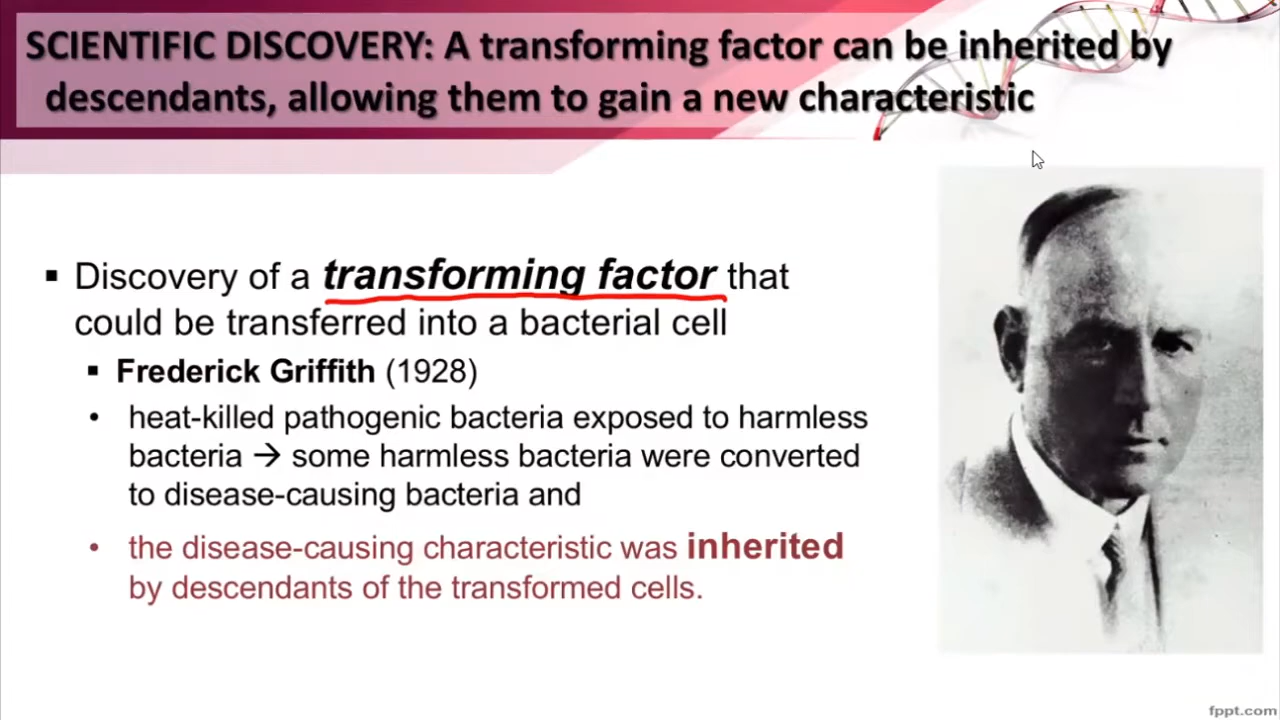 SCIENTIFIC DISCOVERY: A transforming factor can be inherited by
descendants, allowing them to gain a new characteristic
▪ Discovery of a transforming factor that
could be transferred into a bacterial cell
▪ Frederick Griffith (1928)
• heat-killed pathogenic bacteria exposed to harmless
bacteria → some harmless bacteria were converted
to disease-causing bacteria and
• the disease-causing characteristic was inherited
by descendants of the transformed cells.
fppt.com